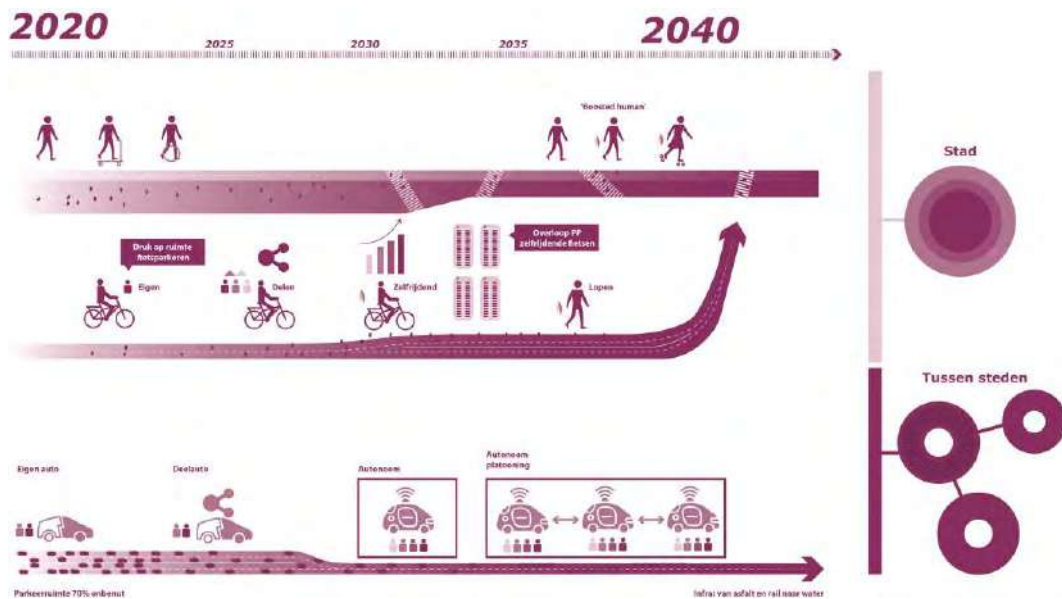 2020
2025
2030
2035
2040
'Boosted human'
Stad
Druk op ruimte
fietsparkeren
Eigen
Delen
Zelfrijdend
Overloop PP
zelfrijdende fietsen
Lopen
Tussen steden
Eigen auto
Deelauto
Autonoom
Autonoom
platooning
Parkeerruimte 70% onbenut
Infra: van asfalt en rail naar water